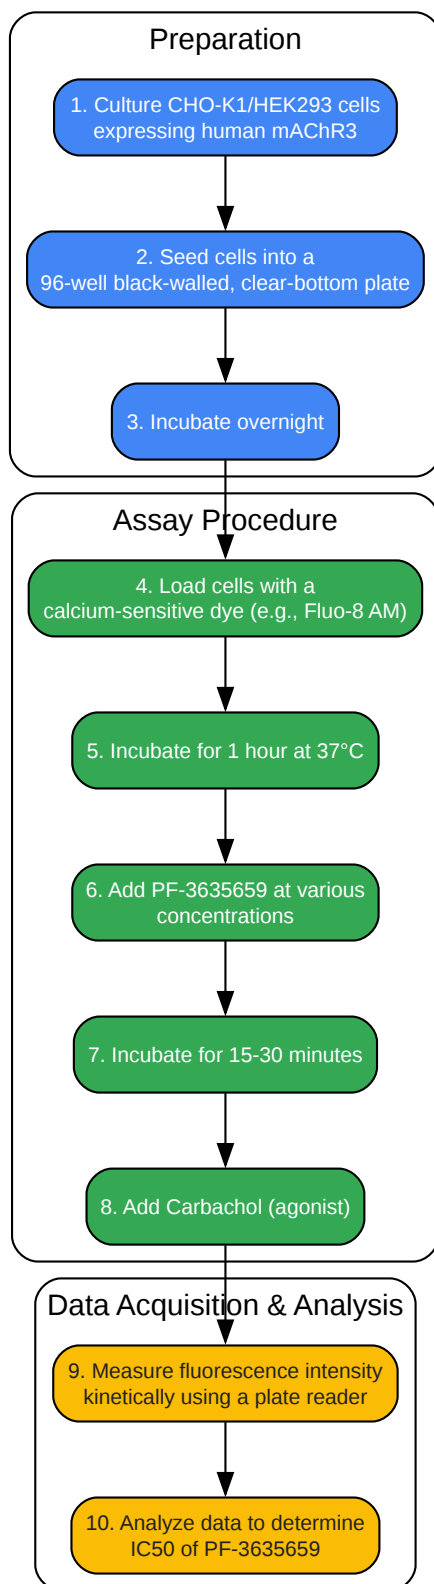 Preparation
1. Culture CHO-K1/HEK293 cells
expressing human mAChR3
2. Seed cells into a
96-well black-walled, clear-bottom plate
3. Incubate overnight
Assay Procedure
4. Load cells with a
calcium-sensitive dye (e.g., Fluo-8 AM)
5. Incubate for 1 hour at 37°C
6. Add PF-3635659 at various
concentrations
7. Incubate for 15-30 minutes
8. Add Carbachol (agonist)
Data Acquisition & Analysis
9. Measure fluorescence intensity
kinetically using a plate reader
10. Analyze data to determine
IC50 of PF-3635659